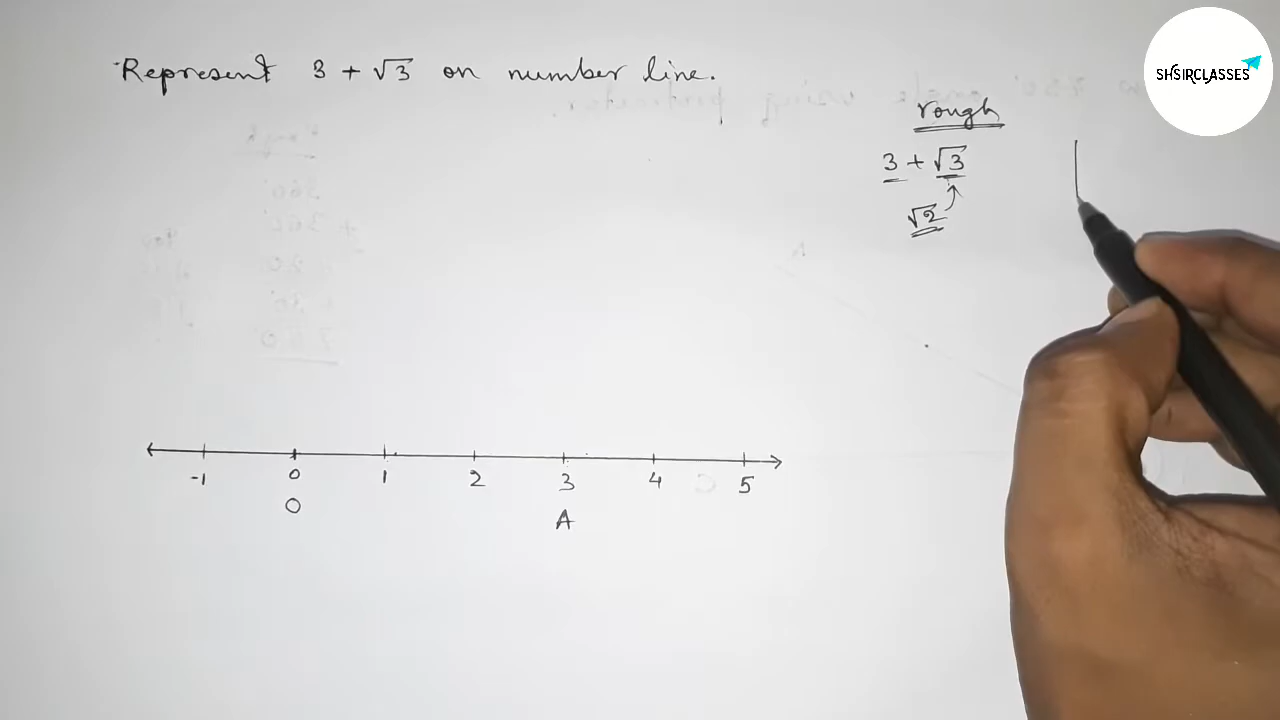 Represent 3 + √3 on number line.
SHSIRCLASSES
rough
3 + √3
√2
-1 0 1 2 3 4 5
O A